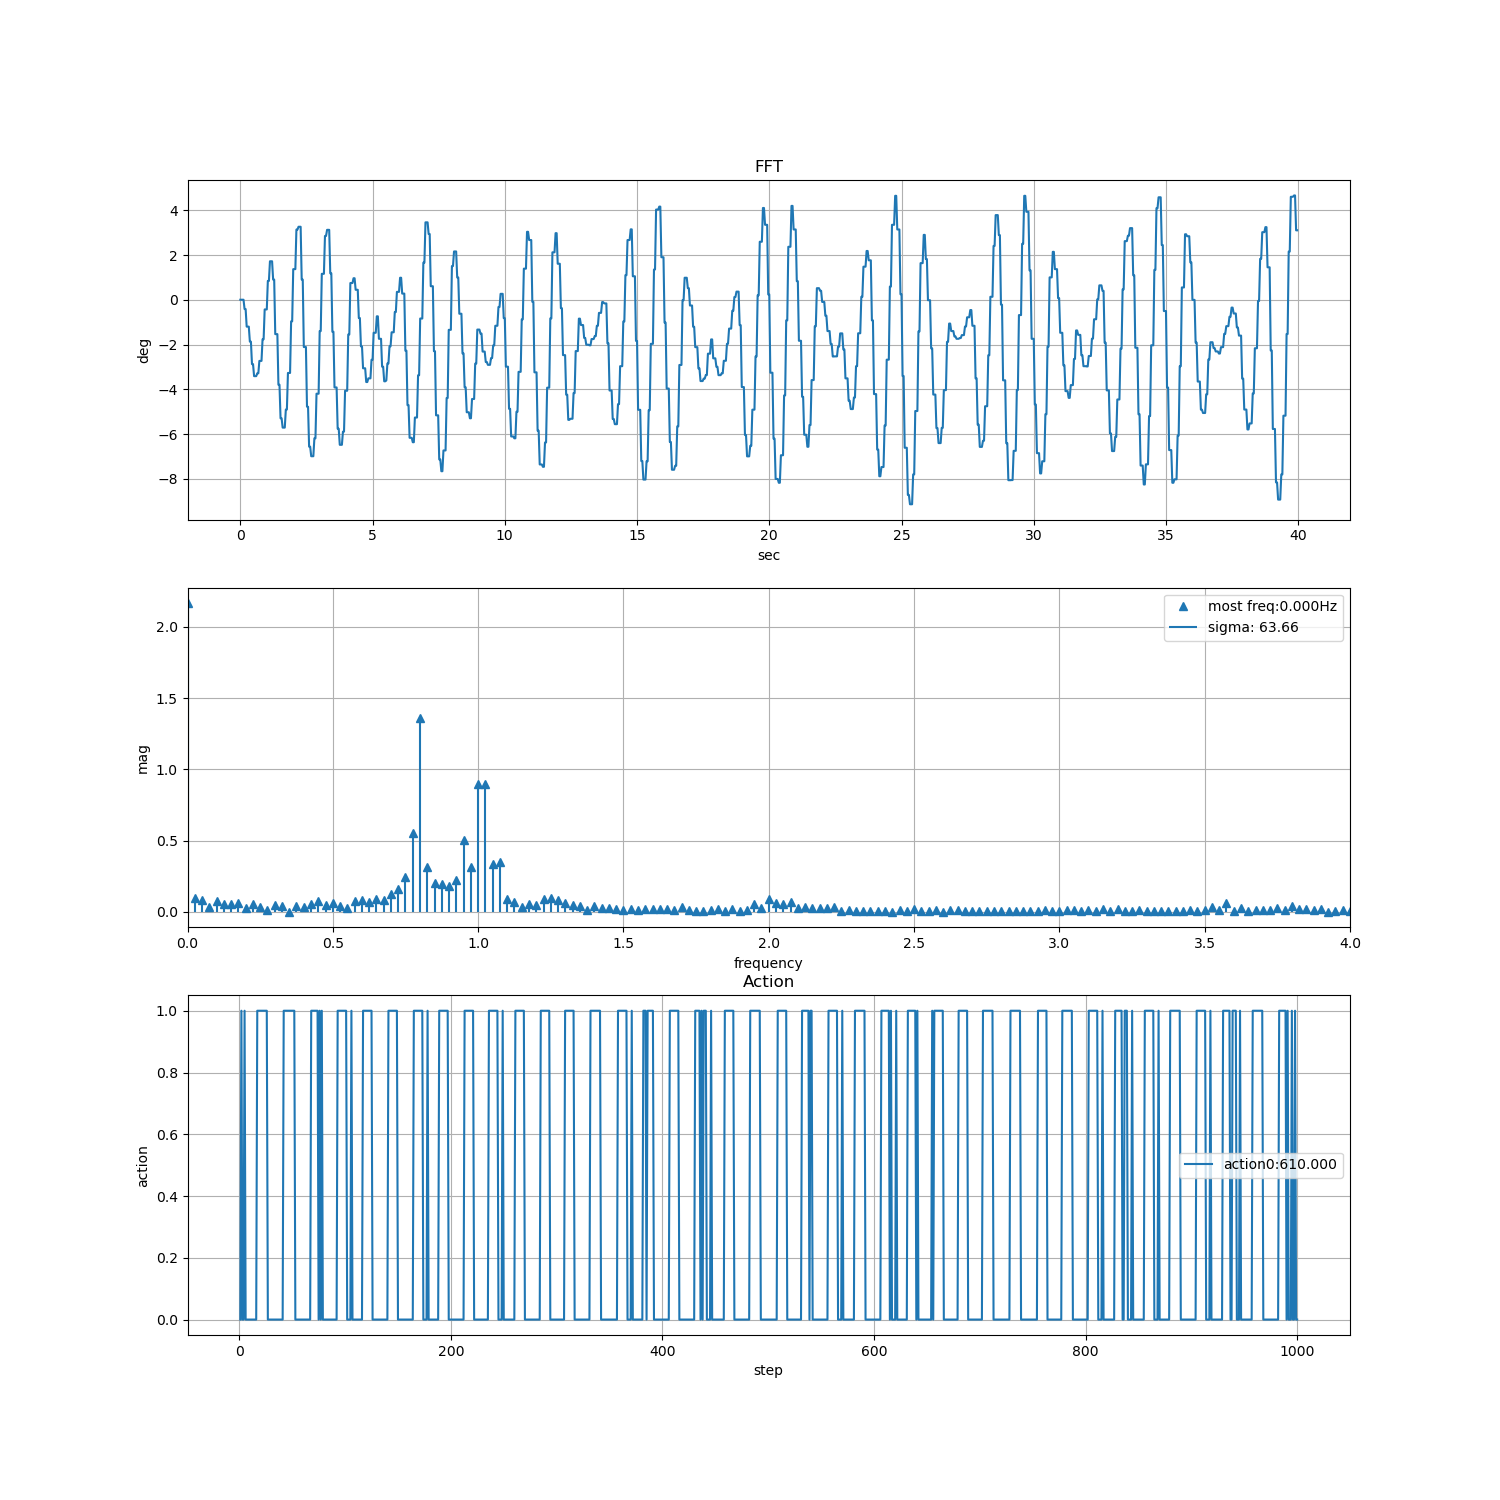 FFT
4
2
0
−2
−4
−6
−8
deg
0 5 10 15 20 25 30 35 40
sec
most freq:0.000Hz
sigma: 63.66
2.0
1.5
1.0
0.5
0.0
mag
0.0 0.5 1.0 1.5 2.0 2.5 3.0 3.5 4.0
frequency
Action
1.0
0.8
0.6
0.4
0.2
0.0
action
action0:610.000
0 200 400 600 800 1000
step